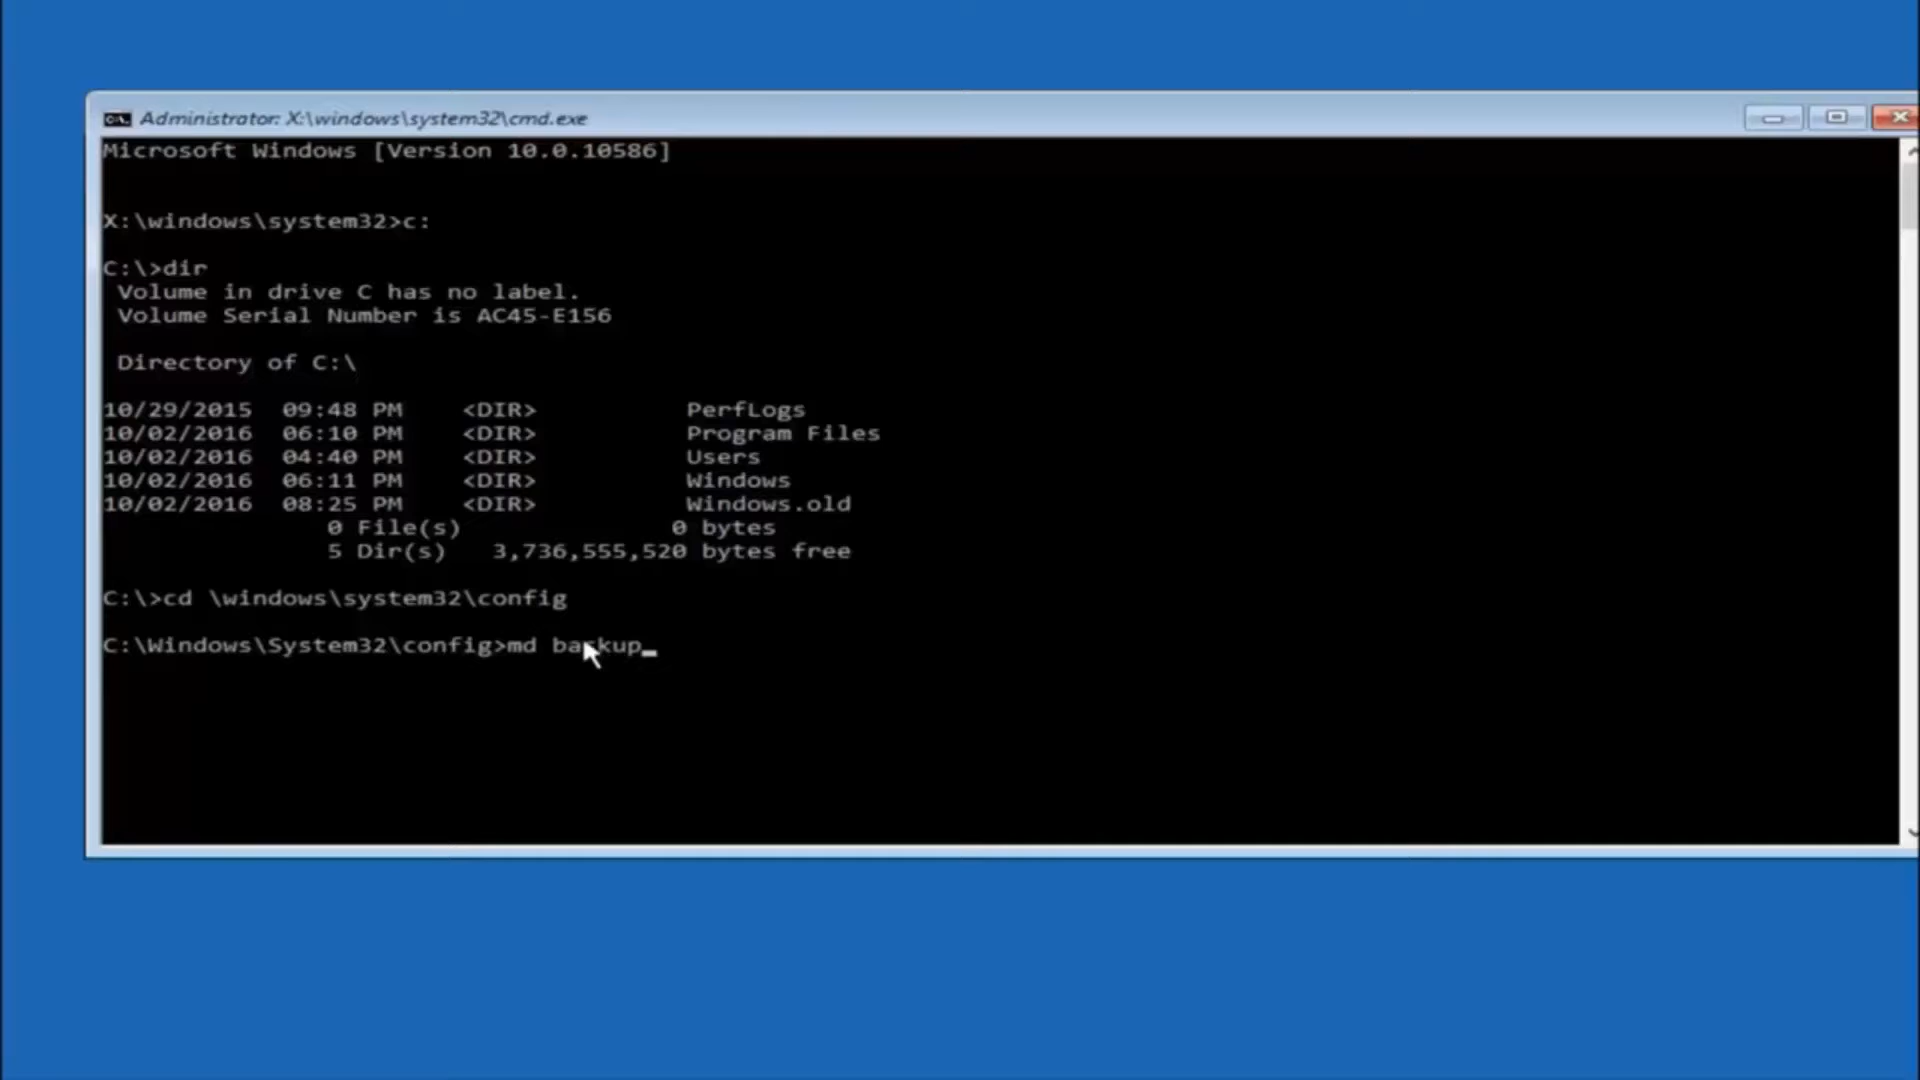 Administrator: X:\windows\system32\cmd.exe
Microsoft Windows [Version 10.0.10586]
X:\windows\system32>c:
C:\>dir
Volume in drive C has no label.
Volume Serial Number is AC45-E156
Directory of C:\
10/29/2015 09:48 PM <DIR> PerfLogs
10/02/2016 06:10 PM <DIR> Program Files
10/02/2016 04:40 PM <DIR> Users
10/02/2016 06:11 PM <DIR> Windows
10/02/2016 08:25 PM <DIR> Windows.old
0 File(s) 0 bytes
5 Dir(s) 3,736,555,520 bytes free
C:\>cd \windows\system32\config
C:\Windows\System32\config>md backup_